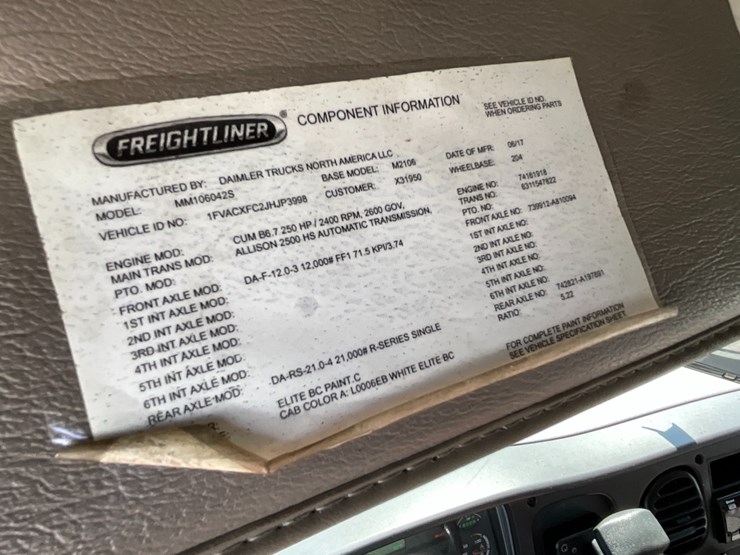 FREIGHTLINER®
COMPONENT INFORMATION
SEE VEHICLE ID NO.
WHEN ORDERING PARTS
MANUFACTURED BY: DAIMLER TRUCKS NORTH AMERICA LLC
MODEL: MM106042S BASE MODEL: M2106 DATE OF MFR: 06/17
VEHICLE ID NO: 1FVACXFC2JHJP3998 CUSTOMER: X31950 WHEELBASE: 204
ENGINE MOD: CUM B6.7 250 HP / 2400 RPM, 2600 GOV, ENGINE NO: 74181918
MAIN TRANS MOD: ALLISON 2500 HS AUTOMATIC TRANSMISSION, TRANS NO: 6311547622
PTO. MOD: PTO. NO:
FRONT AXLE MOD: DA-F-12.0-3 12,000# FF1 71.5 KPI/3.74 FRONT AXLE NO: 739912-A810094
1ST INT AXLE MOD: 1ST INT AXLE NO:
2ND INT AXLE MOD: 2ND INT AXLE NO:
3RD INT AXLE MOD: 3RD INT AXLE NO:
4TH INT AXLE MOD: 4TH INT AXLE NO:
5TH INT AXLE MOD: 5TH INT AXLE NO:
6TH INT AXLE MOD: 6TH INT AXLE NO:
REAR AXLE MOD: DA-RS-21.0-4 21,000# R-SERIES SINGLE REAR AXLE NO: 742821-A197891
RATIO: 5.22
ELITE BC PAINT.C
CAB COLOR A: L0006EB WHITE ELITE BC
FOR COMPLETE PAINT INFORMATION
SEE VEHICLE SPECIFICATION SHEET